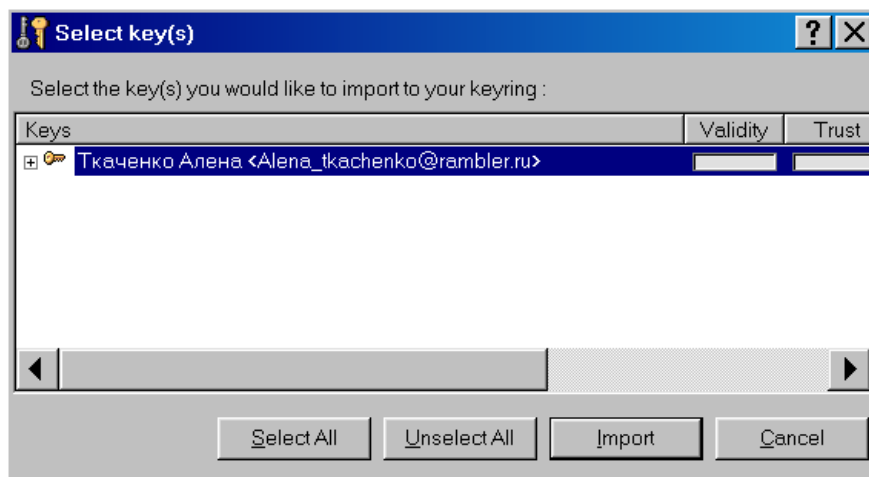 Select key(s)
Select the key(s) you would like to import to your keyring :
Keys Validity Trust
Ткаченко Алена <Alena_tkachenko@rambler.ru>
Select All Unselect All Import Cancel